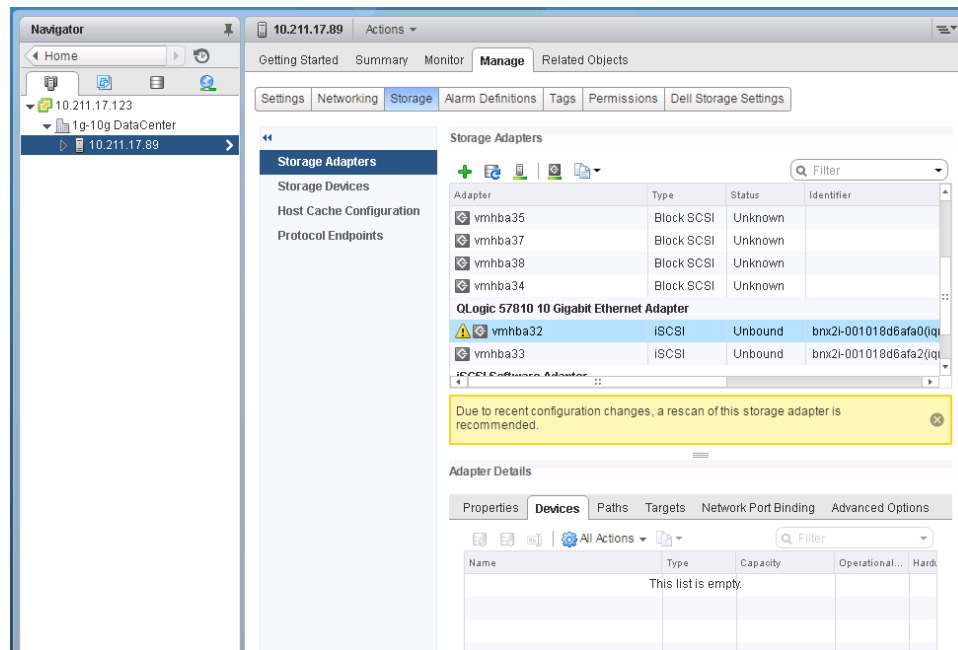 Navigator
Home
10.211.17.123
1g-10g DataCenter
10.211.17.89
10.211.17.89 Actions
Getting Started Summary Monitor Manage Related Objects
Settings Networking Storage Alarm Definitions Tags Permissions Dell Storage Settings
Storage Adapters
Storage Devices
Host Cache Configuration
Protocol Endpoints
Storage Adapters
Filter
Adapter Type Status Identifier
vmhba35 Block SCSI Unknown
vmhba37 Block SCSI Unknown
vmhba38 Block SCSI Unknown
vmhba34 Block SCSI Unknown
QLogic 57810 10 Gigabit Ethernet Adapter
vmhba32 iSCSI Unbound bnx2i-001018d6afa0(iq
vmhba33 iSCSI Unbound bnx2i-001018d6afa2(iq
iSCSI Software Adapter
Due to recent configuration changes, a rescan of this storage adapter is
recommended.
Adapter Details
Properties Devices Paths Targets Network Port Binding Advanced Options
All Actions Filter
Name Type Capacity Operational... Hard
This list is empty.